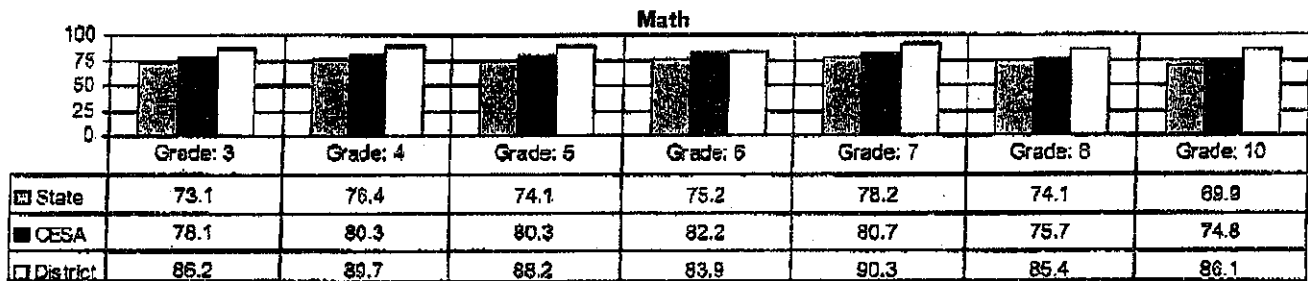 Math
100
75
50
25
0
Grade: 3 Grade: 4 Grade: 5 Grade: 6 Grade: 7 Grade: 8 Grade: 10
State 73.1 76.4 74.1 75.2 78.2 74.1 69.9
CESA 78.1 80.3 80.3 82.2 80.7 75.7 74.8
District 86.2 89.7 88.2 83.9 90.3 85.4 86.1